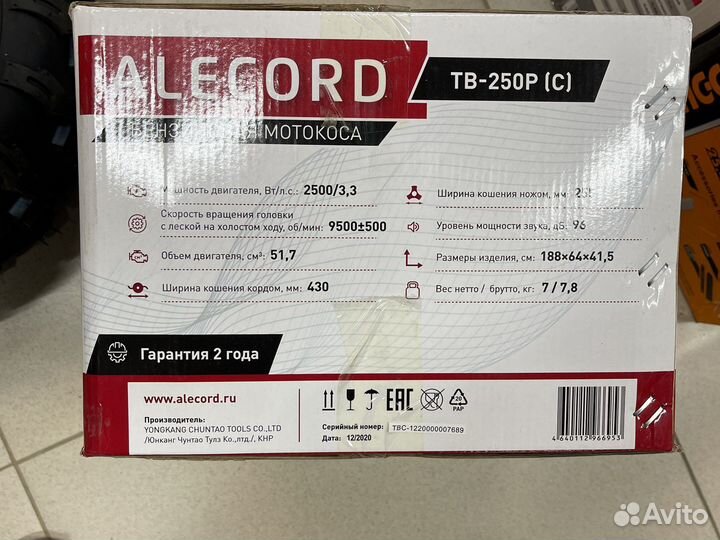 ALECORD
TB-250P (C)
МОТОКОСА
Мощность двигателя, Вт/л.с.: 2500/3,3
Скорость вращения головки
с леской на холостом ходу, об/мин: 9500±500
Объем двигателя, см³: 51,7
Ширина кошения кордом, мм: 430
Ширина кошения ножом, мм:
Уровень мощности звука, дБ: 96
Размеры изделия, см: 188×64×41,5
Вес нетто / брутто, кг: 7 / 7,8
Гарантия 2 года
www.alecord.ru
Производитель:
YONGKANG CHUNTAO TOOLS CO.,LTD
/Юнканг Чунтао Тулз Ко.,лтд./, КНР
EAC
20
PAP
Серийный номер: TBC-1220000007689
Дата: 12/2020
4 640112 966953
Avito